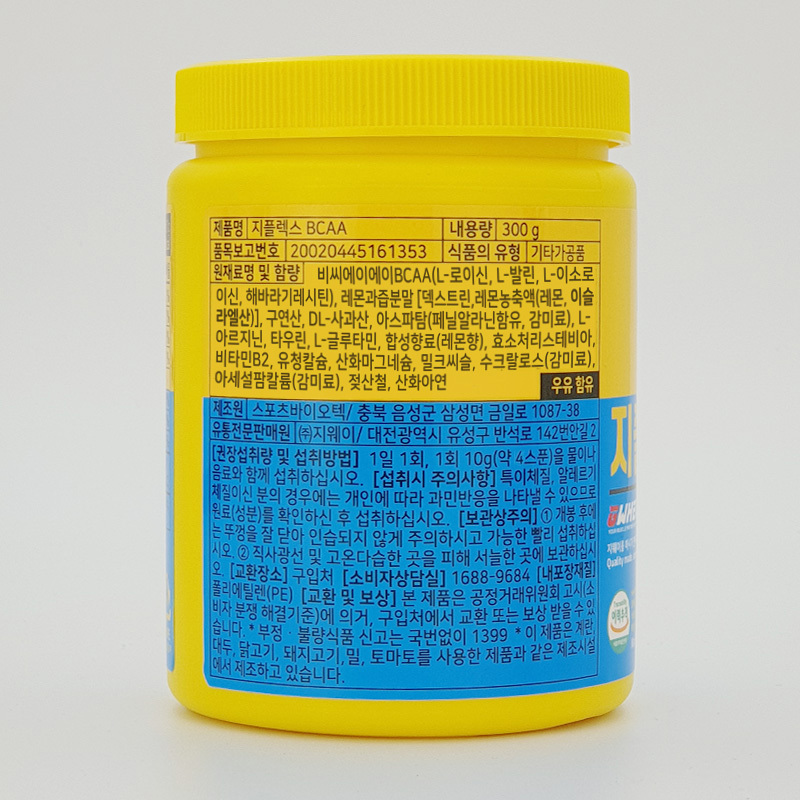 제품명 지플렉스 BCAA 내용량 300 g
품목보고번호 20020445161353 식품의 유형 기타가공품
원재료명 및 함량 비씨에이에이BCAA(L-로이신, L-발린, L-이소로
이신, 해바라기레시틴), 레몬과즙분말 [덱스트린,레몬농축액(레몬, 이슬
라엘산)], 구연산, DL-사과산, 아스파탐(페닐알라닌함유, 감미료), L-
아르지닌, 타우린, L-글루타민, 합성향료(레몬향), 효소처리스테비아,
비타민B2, 유청칼슘, 산화마그네슘, 밀크씨슬, 수크랄로스(감미료),
아세설팜칼륨(감미료), 젖산철, 산화아연
우유 함유
제조원 스포츠바이오텍/ 충북 음성군 삼성면 금일로 1087-38
유통전문판매원 ㈜지웨이/ 대전광역시 유성구 반석로 142번안길 2
[권장섭취량 및 섭취방법] 1일 1회, 1회 10g(약 4스푼)을 물이나
음료와 함께 섭취하십시오. [섭취시 주의사항] 특이체질, 알레르기
체질이신 분의 경우에는 개인에 따라 과민반응을 나타낼 수 있으므로
원료(성분)를 확인하신 후 섭취하십시오. [보관상주의] ① 개봉 후에
는 뚜껑을 잘 닫아 인습되지 않게 주의하시고 가능한 빨리 섭취하십
시오. ② 직사광선 및 고온다습한 곳을 피해 서늘한 곳에 보관하십시
오. [교환장소] 구입처 [소비자상담실] 1688-9684 [내포장재질]
폴리에틸렌(PE) [교환 및 보상] 본 제품은 공정거래위원회 고시(소
비자 분쟁 해결기준)에 의거, 구입처에서 교환 또는 보상 받을 수 있
습니다. * 부정 · 불량식품 신고는 국번없이 1399 * 이 제품은 계란,
대두, 닭고기, 돼지고기,밀, 토마토를 사용한 제품과 같은 제조시설
에서 제조하고 있습니다.
지